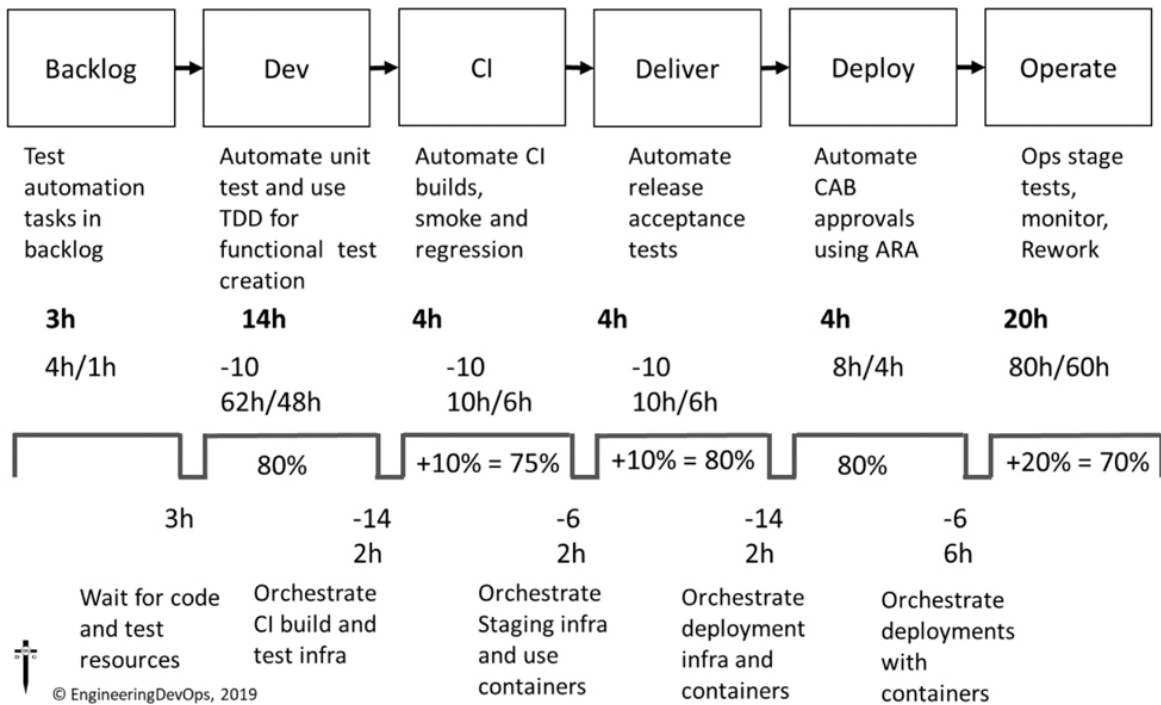 Backlog
Dev
CI
Deliver
Deploy
Operate
Test
automation
tasks in
backlog
Automate unit
test and use
TDD for
functional test
creation
Automate CI
builds,
smoke and
regression
Automate
release
acceptance
tests
Automate
CAB
approvals
using ARA
Ops stage
tests,
monitor,
Rework
3h
14h
4h
4h
4h
20h
4h/1h
-10
62h/48h
-10
10h/6h
-10
10h/6h
8h/4h
80h/60h
80%
+10% = 75%
+10% = 80%
80%
+20% = 70%
3h
-14
2h
-6
2h
-14
2h
-6
6h
Wait for code
and test
resources
Orchestrate
CI build and
test infra
Orchestrate
Staging infra
and use
containers
Orchestrate
deployment
infra and
containers
Orchestrate
deployments
with
containers
© EngineeringDevOps, 2019